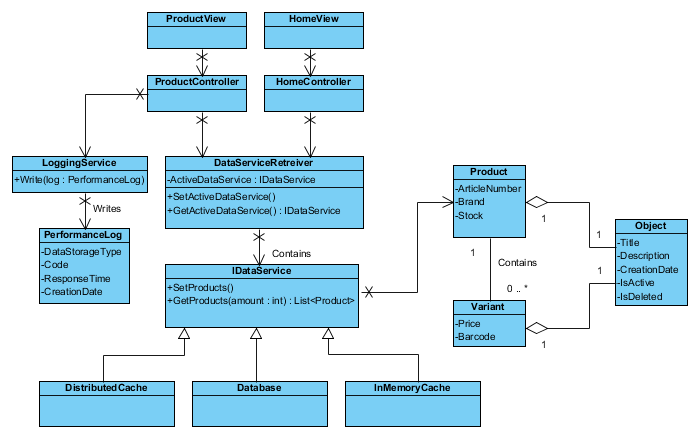 ProductView
HomeView
ProductController
HomeController
LoggingService
+Write(log : PerformanceLog)
DataServiceRetreiver
-ActiveDataService : IDataService
+SetActiveDataService()
+GetActiveDataService() : IDataService
Product
-ArticleNumber
-Brand
-Stock
1
1
Object
-Title
-Description
-CreationDate
-IsActive
-IsDeleted
Writes
PerformanceLog
-DataStorageType
-Code
-ResponseTime
-CreationDate
Contains
IDataService
+SetProducts()
+GetProducts(amount : int) : List<Product>
1
Contains
0 .. *
1
Variant
-Price
-Barcode
1
DistributedCache
Database
InMemoryCache